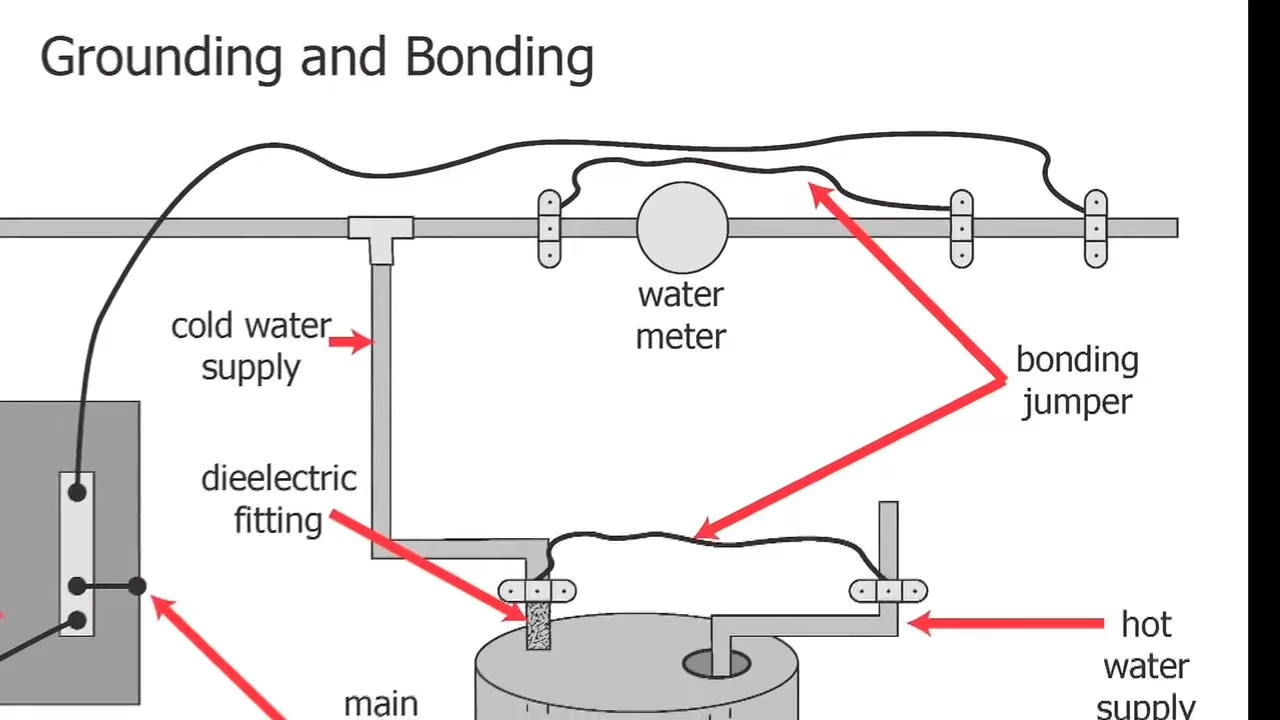 Grounding and Bonding
water
meter
cold water
supply
bonding
jumper
dieelectric
fitting
hot
water
supply
main